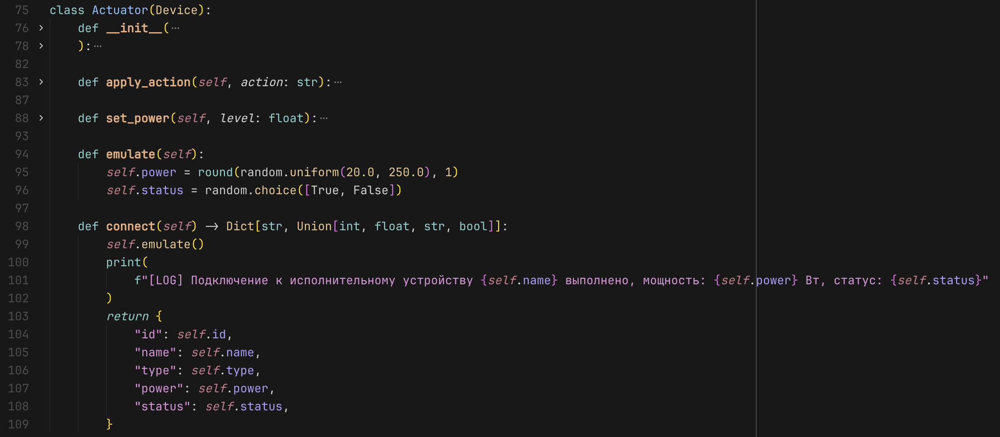 75 class Actuator(Device):
76 def __init__(…
78 ):…
82
83 def apply_action(self, action: str):…
87
88 def set_power(self, level: float):…
93
94 def emulate(self):
95 self.power = round(random.uniform(20.0, 250.0), 1)
96 self.status = random.choice([True, False])
97
98 def connect(self) -> Dict[str, Union[int, float, str, bool]]:
99 self.emulate()
100 print(
101 f"[LOG] Подключение к исполнительному устройству {self.name} выполнено, мощность: {self.power} Вт, статус: {self.status}"
102 )
103 return {
104 "id": self.id,
105 "name": self.name,
106 "type": self.type,
107 "power": self.power,
108 "status": self.status,
109 }